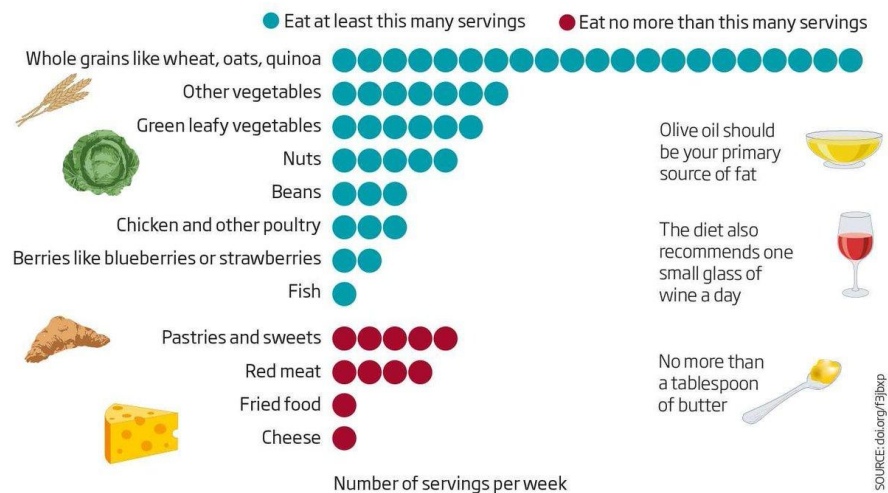 Eat at least this many servings
Eat no more than this many servings
Whole grains like wheat, oats, quinoa
Other vegetables
Green leafy vegetables
Nuts
Beans
Chicken and other poultry
Berries like blueberries or strawberries
Fish
Pastries and sweets
Red meat
Fried food
Cheese
Number of servings per week
Olive oil should
be your primary
source of fat
The diet also
recommends one
small glass of
wine a day
No more than
a tablespoon
of butter
SOURCE: doi.org/f3jbxp